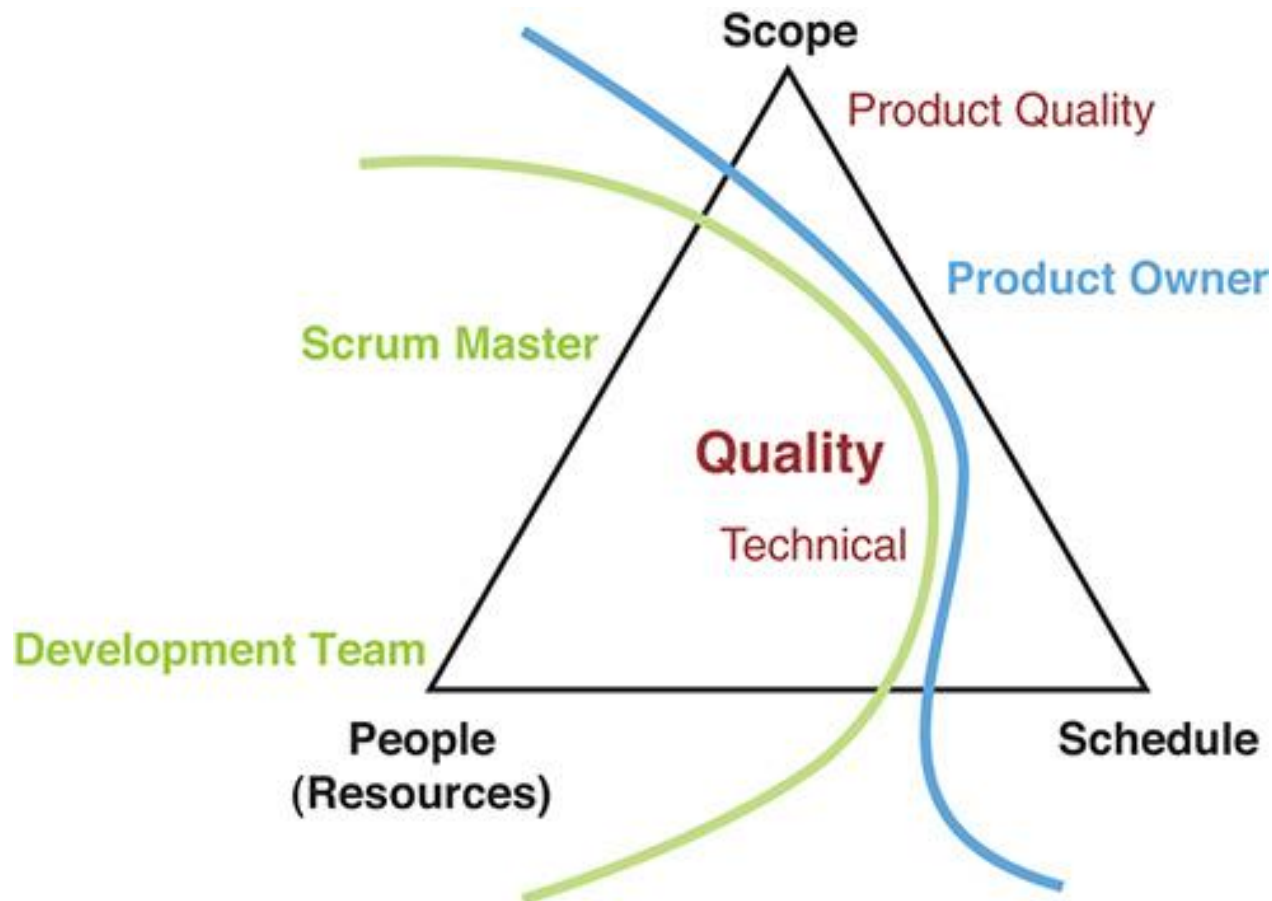 Scope
Product Quality
Product Owner
Scrum Master
Quality
Technical
Development Team
People
(Resources)
Schedule